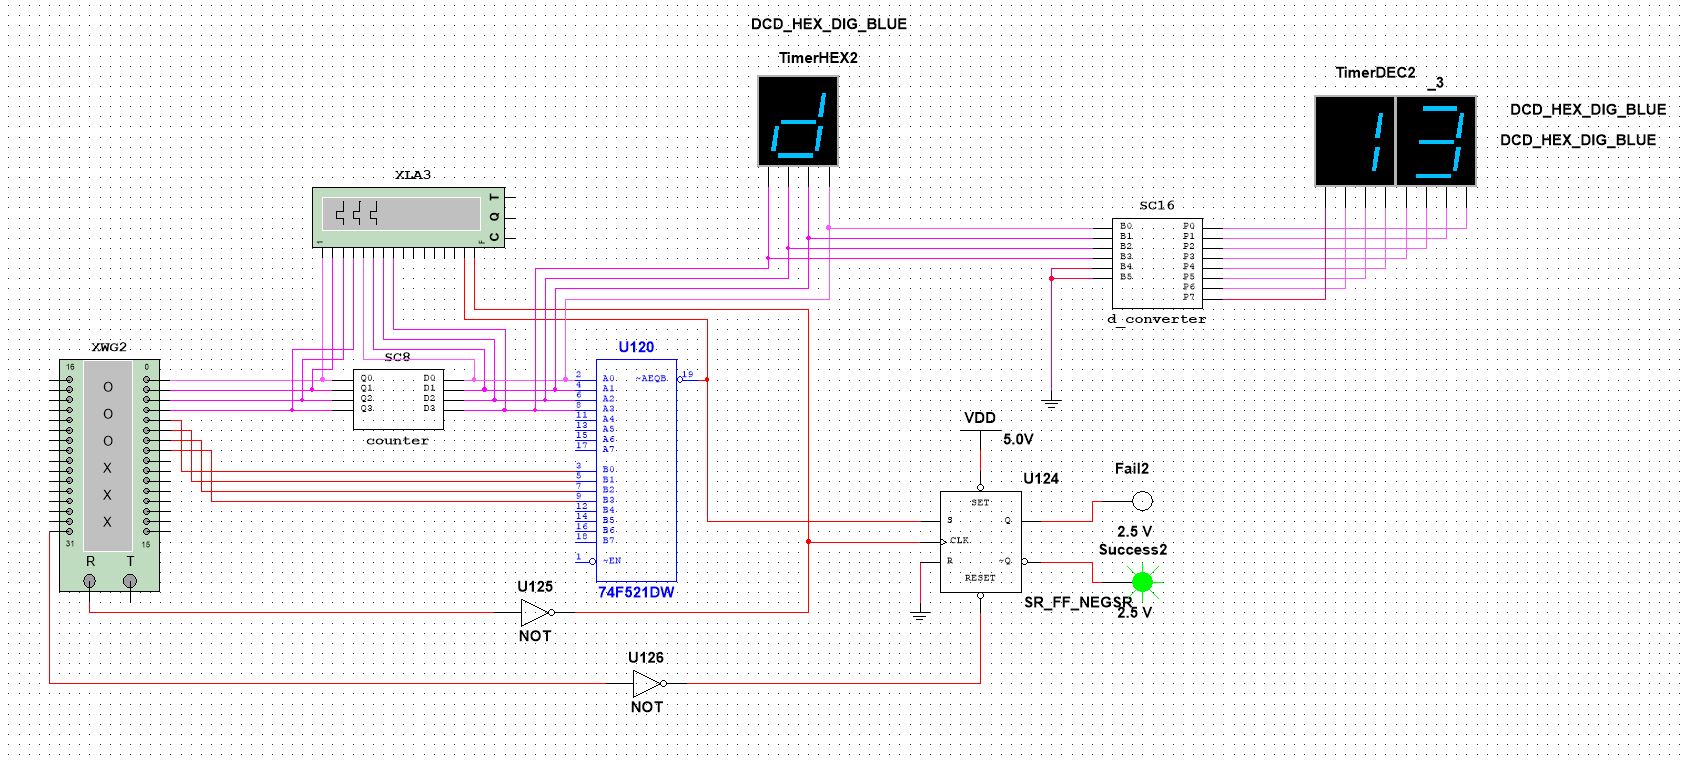 DCD_HEX_DIG_BLUE
TimerHEX2
d
TimerDEC2
_3
13
DCD_HEX_DIG_BLUE
DCD_HEX_DIG_BLUE
XLA3
T
Q
C
1
F
SC16
B0
B1
B2
B3
B4
B5
P0
P1
P2
P3
P4
P5
P6
P7
d_converter
XWG2
16
0
O
O
O
X
X
X
31
15
R
T
SC8
Q0
Q1
Q2
Q3
D0
D1
D2
D3
counter
U120
2 A0
4 A1
6 A2
8 A3
11 A4
13 A5
15 A6
17 A7
3 B0
5 B1
7 B2
9 B3
12 B4
14 B5
16 B6
18 B7
1 ~EN
~AEQB 19
74F521DW
VDD
5.0V
U124
SET
S
Q
CLK
R
~Q
RESET
SR_FF_NEGSR
Fail2
2.5 V
Success2
2.5 V
U125
NOT
U126
NOT